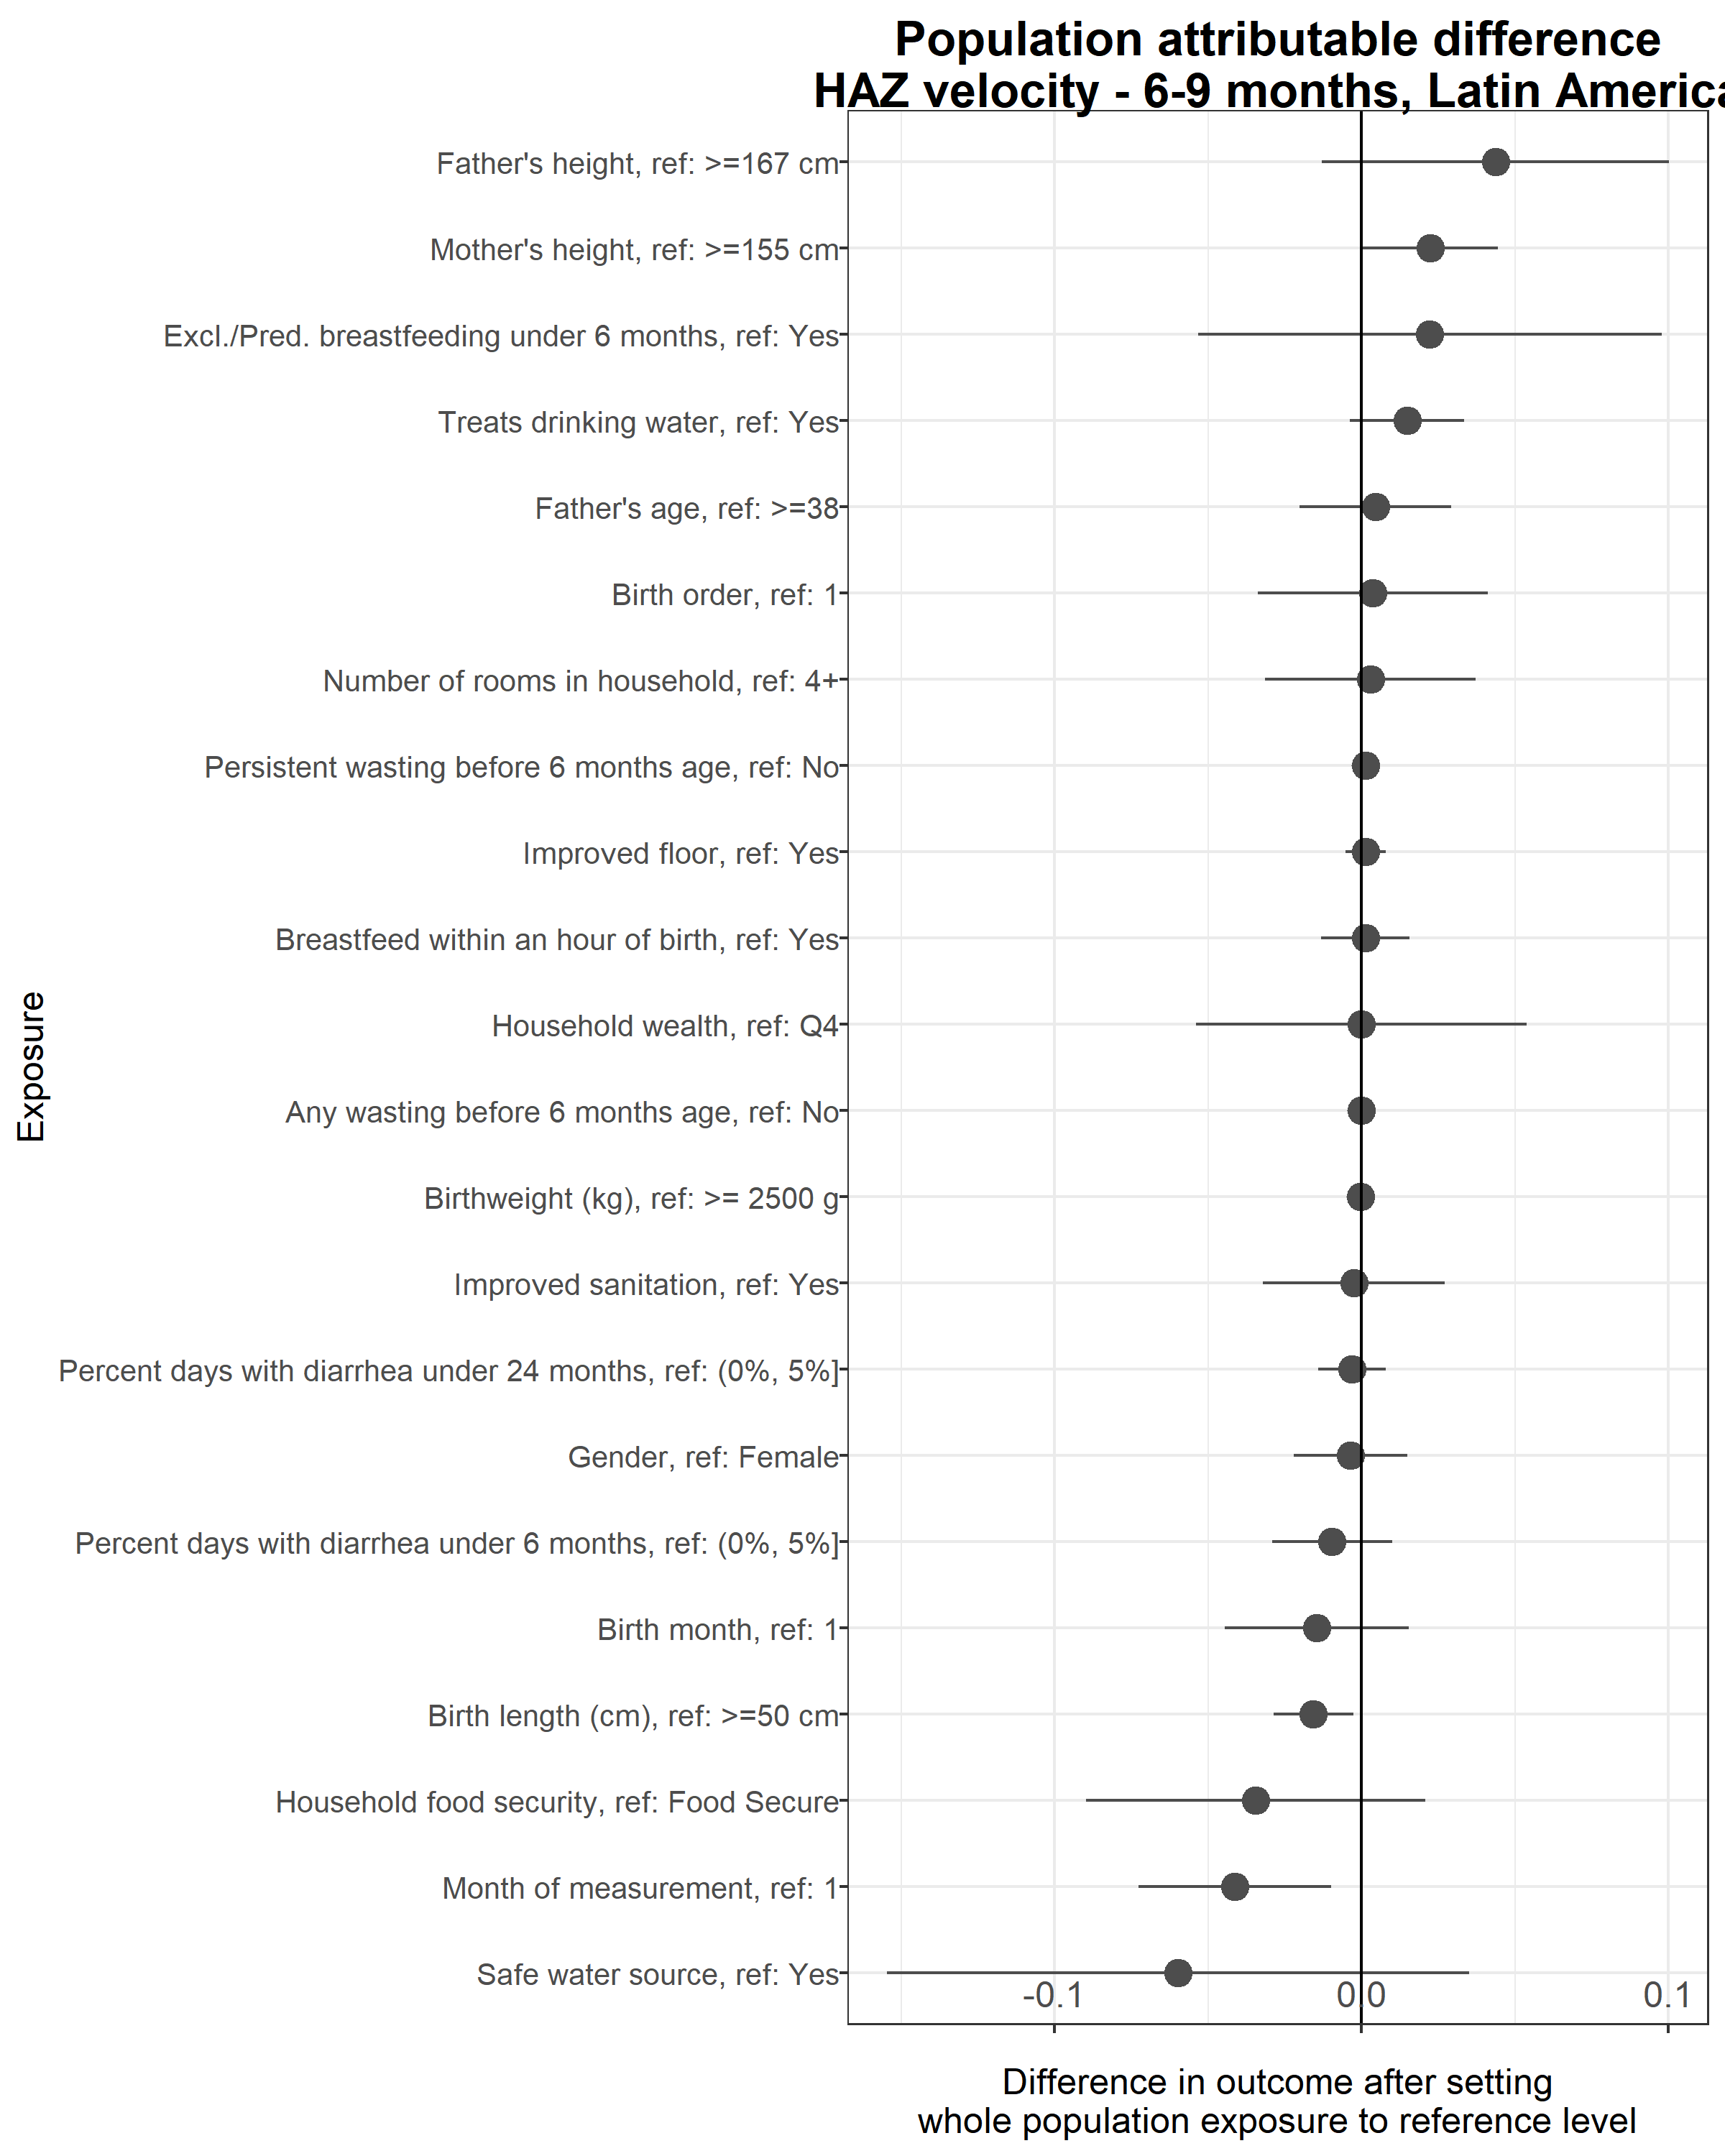 Population attributable difference
HAZ velocity - 6-9 months, Latin America
Father's height, ref: >=167 cm
Mother's height, ref: >=155 cm
Excl./Pred. breastfeeding under 6 months, ref: Yes
Treats drinking water, ref: Yes
Father's age, ref: >=38
Birth order, ref: 1
Number of rooms in household, ref: 4+
Persistent wasting before 6 months age, ref: No
Improved floor, ref: Yes
Breastfeed within an hour of birth, ref: Yes
Household wealth, ref: Q4
Any wasting before 6 months age, ref: No
Birthweight (kg), ref: >= 2500 g
Improved sanitation, ref: Yes
Percent days with diarrhea under 24 months, ref: (0%, 5%]
Gender, ref: Female
Percent days with diarrhea under 6 months, ref: (0%, 5%]
Birth month, ref: 1
Birth length (cm), ref: >=50 cm
Household food security, ref: Food Secure
Month of measurement, ref: 1
Safe water source, ref: Yes
Exposure
-0.1 0.0 0.1
Difference in outcome after setting
whole population exposure to reference level